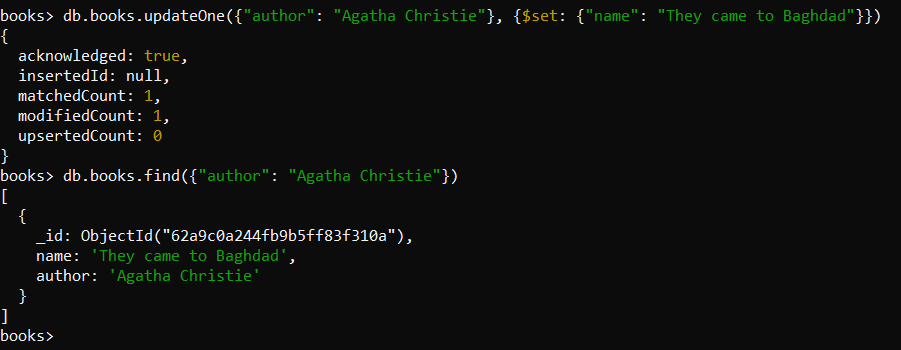 books> db.books.updateOne({"author": "Agatha Christie"}, {$set: {"name": "They came to Baghdad"}})
{
  acknowledged: true,
  insertedId: null,
  matchedCount: 1,
  modifiedCount: 1,
  upsertedCount: 0
}
books> db.books.find({"author": "Agatha Christie"})
[
  {
    _id: ObjectId("62a9c0a244fb9b5ff83f310a"),
    name: 'They came to Baghdad',
    author: 'Agatha Christie'
  }
]
books>